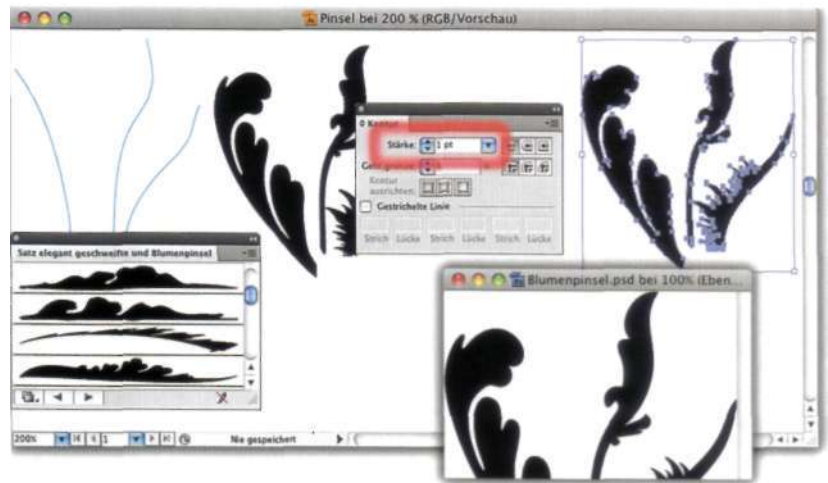 Pinsel bei 200 % (RGB/Vorschau)
Kontur
Stärke: 1 pt
Kontur
ausrichten:
Gestrichelte Linie
Strich Lücke Strich Lücke Strich Lücke
Satz elegant geschweifte und Blumenpinsel
Blumenpinsel.psd bei 100% (Eben...
200% 1 Nie gespeichert